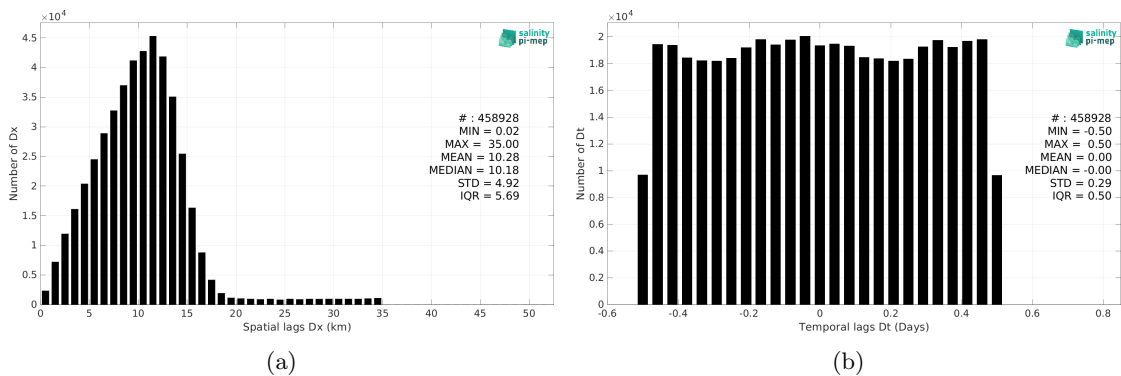 ×10⁴
4.5
4
3.5
3
2.5
2
1.5
1
0.5
0
0 5 10 15 20 25 30 35 40 45 50
Number of Dx
Spatial lags Dx (km)
salinity
pi-mep
# : 458928
MIN = 0.02
MAX = 35.00
MEAN = 10.28
MEDIAN = 10.18
STD = 4.92
IQR = 5.69
(a)
×10⁴
2
1.8
1.6
1.4
1.2
1
0.8
0.6
0.4
0.2
0
-0.6 -0.4 -0.2 0 0.2 0.4 0.6 0.8
Number of Dt
Temporal lags Dt (Days)
salinity
pi-mep
# : 458928
MIN = -0.50
MAX = 0.50
MEAN = 0.00
MEDIAN = -0.00
STD = 0.29
IQR = 0.50
(b)